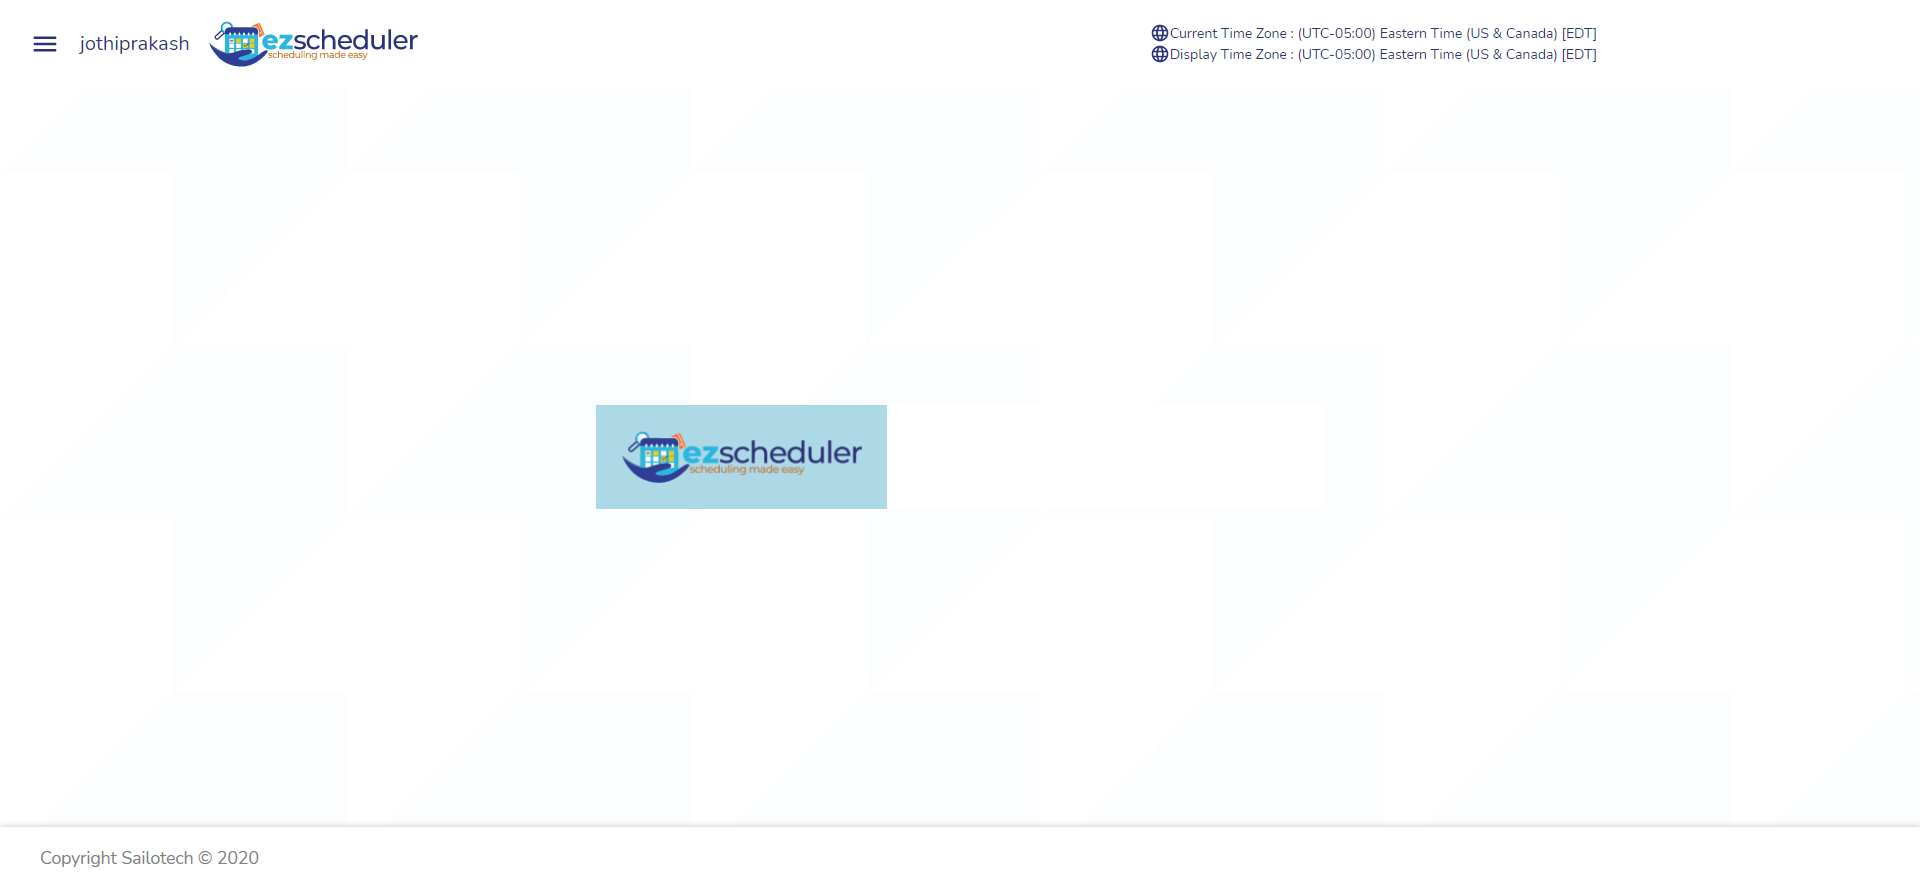 jothiprakash
ezscheduler
scheduling made easy
Current Time Zone : (UTC-05:00) Eastern Time (US & Canada) [EDT]
Display Time Zone : (UTC-05:00) Eastern Time (US & Canada) [EDT]
ezscheduler
scheduling made easy
Copyright Sailotech © 2020